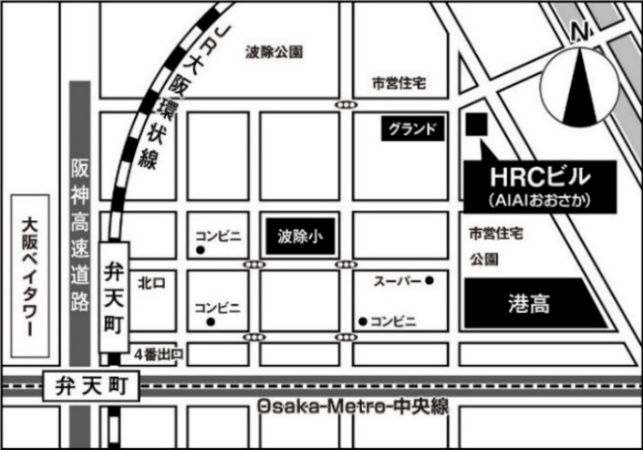 N
波除公園
市営住宅
JR大阪環状線
グランド
HRCビル
(AIAIおおさか)
阪神高速道路
大阪ベイタワー
コンビニ
波除小
市営住宅
公園
弁天町
北口
スーパー
港高
コンビニ
コンビニ
4番出口
弁天町
Osaka Metro 中央線